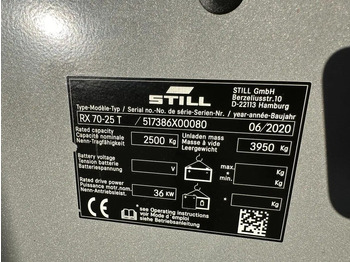 STILL
STILL GmbH
Berzeliusstr.10
D-22113 Hamburg
Type-Modèle-Typ / Serial no.-No. de série-Serien-Nr. / year-année-Baujahr
RX 70-25 T / 517386X00080 06/2020
Rated capacity
Capacité nominale
Nenn-Tragfähigkeit
2500 Kg
Unladen mass
Masse à vide
Leergewicht
3950 Kg
Battery voltage
Tension batterie
Batteriespannung
V
max. Kg
min. Kg
Rated drive power
Puissance motr.nom.
Nenn-Antriebsleist.
36 KW
Kg
CE
see Operating instructions
voir Mode d'emploi
siehe Betriebsanleitung